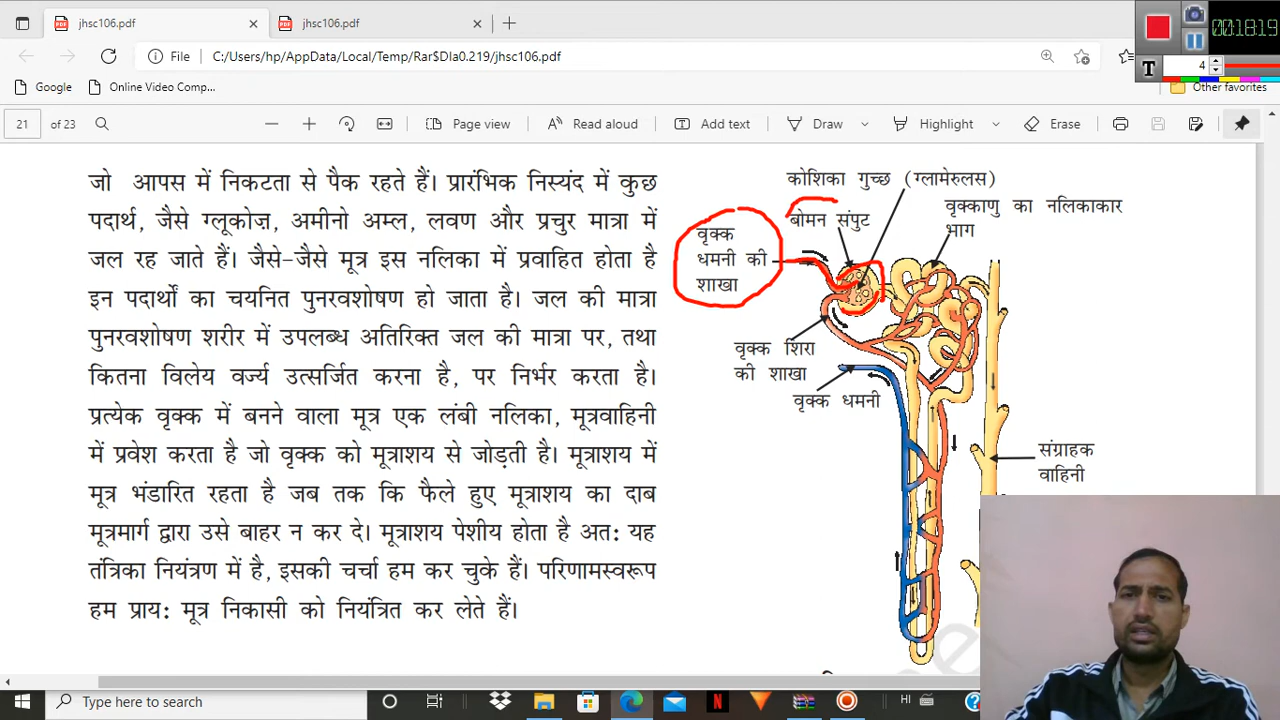 jhsc106.pdf
jhsc106.pdf
00:18:19
File C:/Users/hp/AppData/Local/Temp/Rar$DIa0.219/jhsc106.pdf
T 4
Google Online Video Comp... Other favorites
21 of 23 Page view Read aloud Add text Draw Highlight Erase
जो आपस में निकटता से पैक रहते हैं। प्रारंभिक निस्यंद में कुछ
पदार्थ, जैसे ग्लूकोज़, अमीनो अम्ल, लवण और प्रचुर मात्रा में
जल रह जाते हैं। जैसे-जैसे मूत्र इस नलिका में प्रवाहित होता है
इन पदार्थों का चयनित पुनरवशोषण हो जाता है। जल की मात्रा
पुनरवशोषण शरीर में उपलब्ध अतिरिक्त जल की मात्रा पर, तथा
कितना विलेय वर्ज्य उत्सर्जित करना है, पर निर्भर करता है।
प्रत्येक वृक्क में बनने वाला मूत्र एक लंबी नलिका, मूत्रवाहिनी
में प्रवेश करता है जो वृक्क को मूत्राशय से जोड़ती है। मूत्राशय में
मूत्र भंडारित रहता है जब तक कि फैले हुए मूत्राशय का दाब
मूत्रमार्ग द्वारा उसे बाहर न कर दे। मूत्राशय पेशीय होता है अत: यह
तंत्रिका नियंत्रण में है, इसकी चर्चा हम कर चुके हैं। परिणामस्वरूप
हम प्राय: मूत्र निकासी को नियंत्रित कर लेते हैं।
कोशिका गुच्छ (ग्लामेरुलस)
बोमन संपुट
वृक्काणु का नलिकाकार
भाग
वृक्क
धमनी की
शाखा
वृक्क शिरा
की शाखा
वृक्क धमनी
संग्राहक
वाहिनी
Type here to search
HI